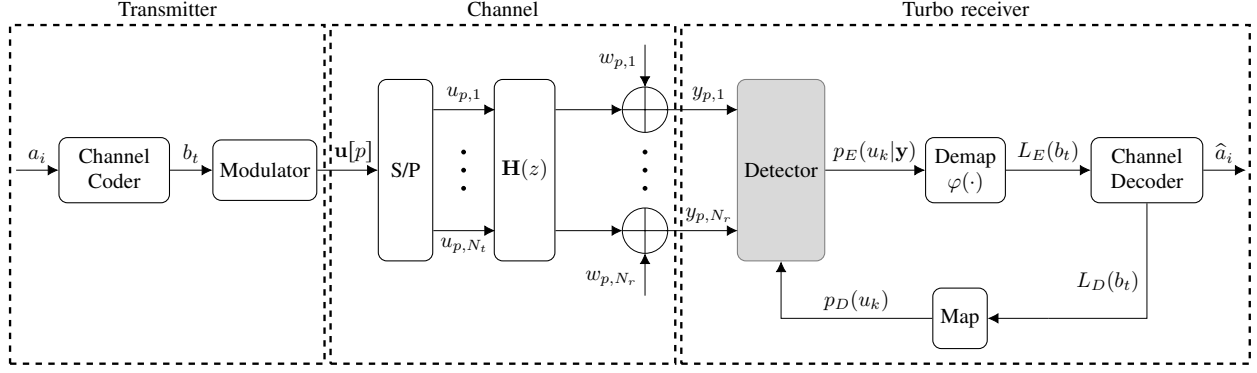 Transmitter
Channel
Turbo receiver
a_i
Channel
Coder
b_t
Modulator
u[p]
S/P
u_{p,1}
u_{p,N_t}
H(z)
w_{p,1}
w_{p,N_r}
y_{p,1}
y_{p,N_r}
Detector
p_E(u_k|y)
Demap
φ(·)
L_E(b_t)
Channel
Decoder
â_i
L_D(b_t)
Map
p_D(u_k)